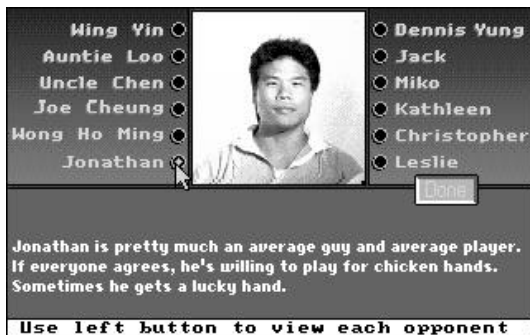 Wing Yin
Auntie Loo
Uncle Chen
Joe Cheung
Wong Ho Ming
Jonathan
Dennis Yung
Jack
Miko
Kathleen
Christopher
Leslie
Done
Jonathan is pretty much an average guy and average player.
If everyone agrees, he's willing to play for chicken hands.
Sometimes he gets a lucky hand.
Use left button to view each opponent